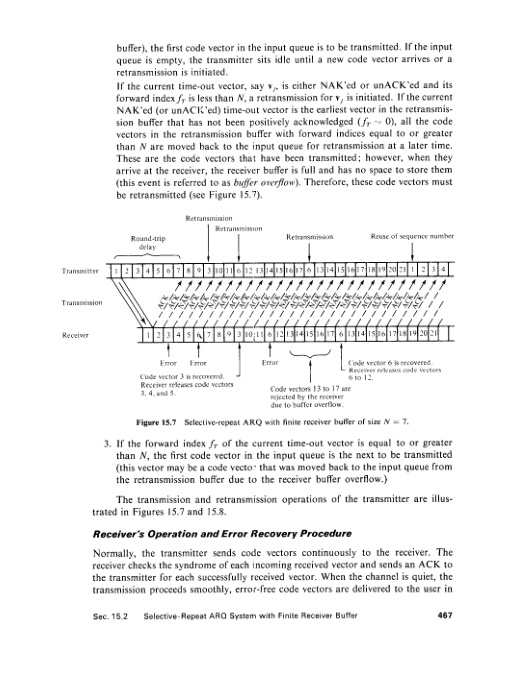 buffer), the first code vector in the input queue is to be transmitted. If the input
queue is empty, the transmitter sits idle until a new code vector arrives or a
retransmission is initiated.
If the current time-out vector, say vj, is either NAK'ed or unACK'ed and its
forward index fr is less than N, a retransmission for vj is initiated. If the current
NAK'ed (or unACK'ed) time-out vector is the earliest vector in the retransmis-
sion buffer that has not been positively acknowledged (fr = 0), all the code
vectors in the retransmission buffer with forward indices equal to or greater
than N are moved back to the input queue for retransmission at a later time.
These are the code vectors that have been transmitted; however, when they
arrive at the receiver, the receiver buffer is full and has no space to store them
(this event is referred to as buffer overflow). Therefore, these code vectors must
be retransmitted (see Figure 15.7).
Retransmission
Retransmission
Round-trip
delay
Retransmission
Reuse of sequence number
Transmitter
1 2 3 4 5 6 7 8 9 3 10 11 6 12 13 14 15 16 17 6 13 14 15 16 17 18 19 20 21 1 2 3 4
Transmission
Receiver
1 2 3 4 5 6 7 8 9 3 10 11 6 12 13 14 15 16 17 6 13 14 15 16 17 18 19 20 21
Error
Error
Error
Code vector 3 is recovered.
Receiver releases code vectors
3, 4, and 5.
Code vectors 13 to 17 are
rejected by the receiver
due to buffer overflow.
Code vector 6 is recovered.
Receiver releases code vectors
6 to 12.
Figure 15.7 Selective-repeat ARQ with finite receiver buffer of size N = 7.
3. If the forward index fr of the current time-out vector is equal to or greater
than N, the first code vector in the input queue is the next to be transmitted
(this vector may be a code vector that was moved back to the input queue from
the retransmission buffer due to the receiver buffer overflow.)
The transmission and retransmission operations of the transmitter are illus-
trated in Figures 15.7 and 15.8.
Receiver's Operation and Error Recovery Procedure
Normally, the transmitter sends code vectors continuously to the receiver. The
receiver checks the syndrome of each incoming received vector and sends an ACK to
the transmitter for each successfully received vector. When the channel is quiet, the
transmission proceeds smoothly, error-free code vectors are delivered to the user in
Sec. 15.2 Selective-Repeat ARQ System with Finite Receiver Buffer 467